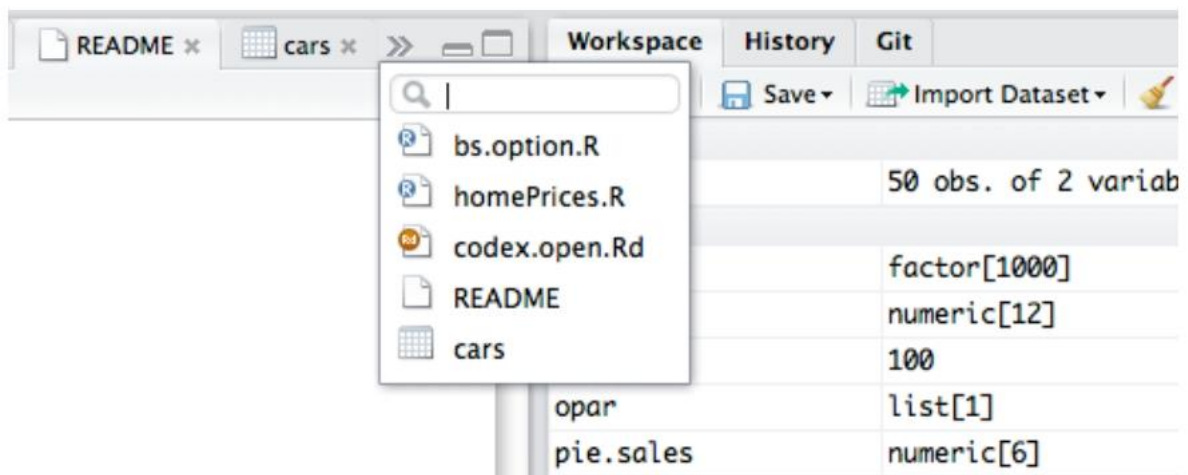 README cars
Workspace History Git
Save Import Dataset
bs.option.R
homePrices.R
codex.open.Rd
README
cars
50 obs. of 2 variab
factor[1000]
numeric[12]
100
opar list[1]
pie.sales numeric[6]